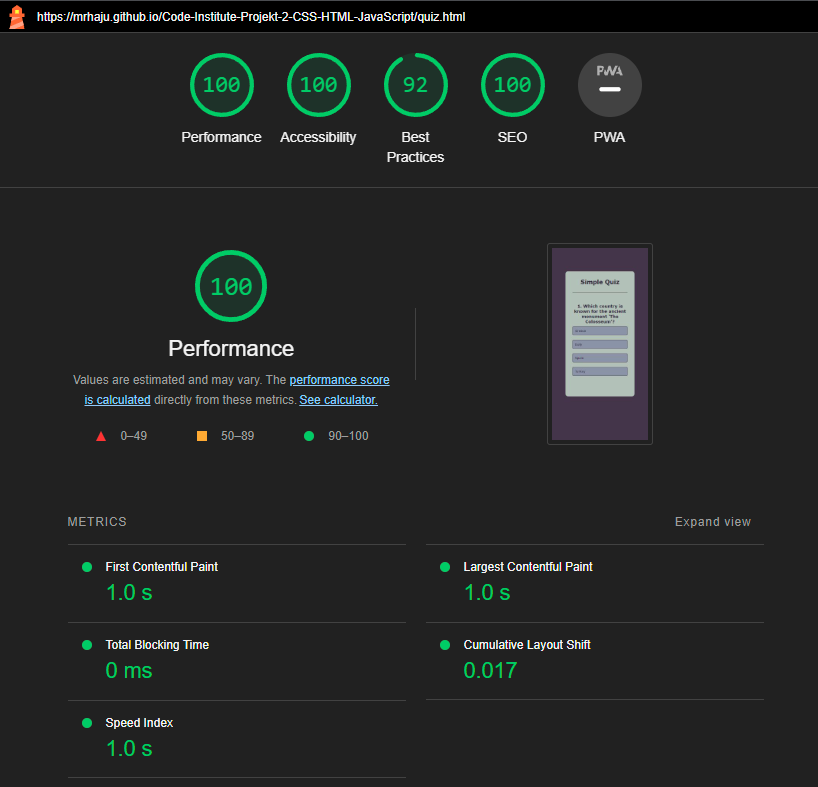 https://mrhaju.github.io/Code-Institute-Projekt-2-CSS-HTML-JavaScript/quiz.html
100
100
92
100
PWA
Performance
Accessibility
Best
Practices
SEO
PWA
100
Performance
Values are estimated and may vary. The performance score
is calculated directly from these metrics. See calculator.
0–49
50–89
90–100
Simple Quiz
1. Which country is
known for the ancient
monument 'The
Colosseum'?
METRICS
Expand view
First Contentful Paint
1.0 s
Largest Contentful Paint
1.0 s
Total Blocking Time
0 ms
Cumulative Layout Shift
0.017
Speed Index
1.0 s